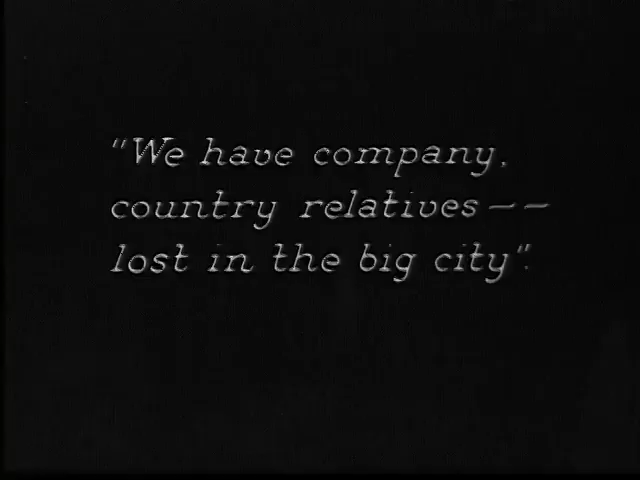 "We have company,
country relatives——
lost in the big city".